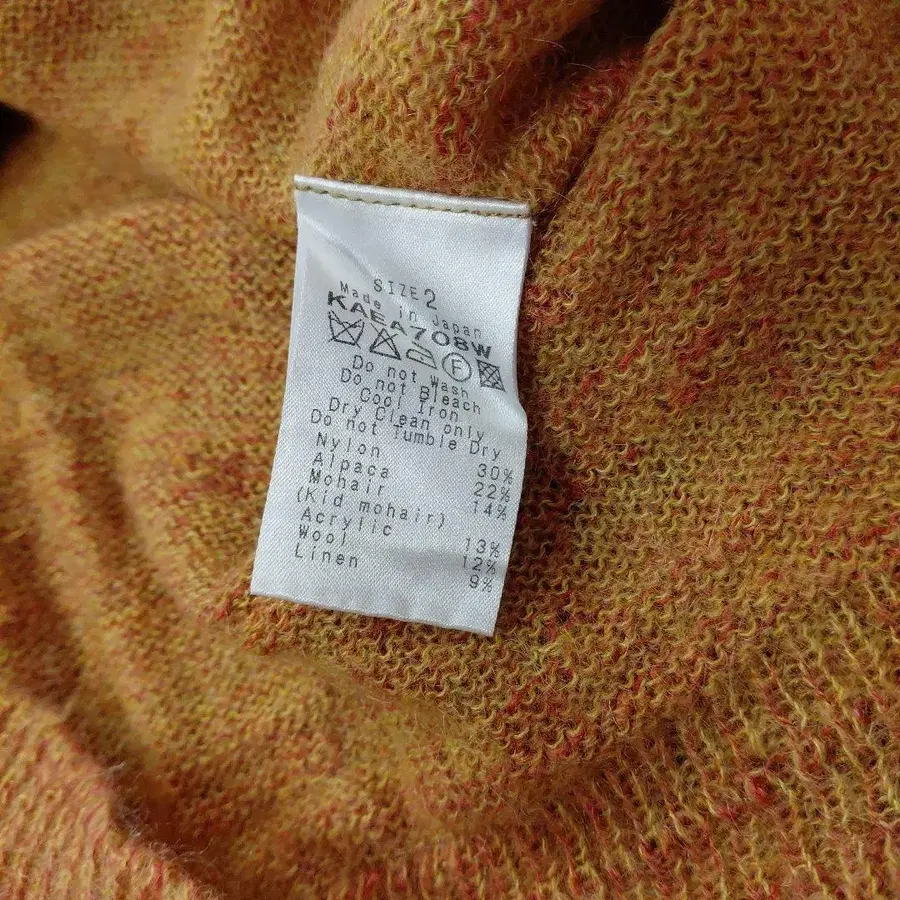 SIZE 2
Made in Japan
KAEA708W
F
Do not wash
Do not Bleach
Cool Iron
Dry Clean only
Do not Tumble Dry
Nylon 30%
Alpaca 22%
Mohair 14%
(Kid mohair)
Acrylic 13%
Wool 12%
Linen 9%